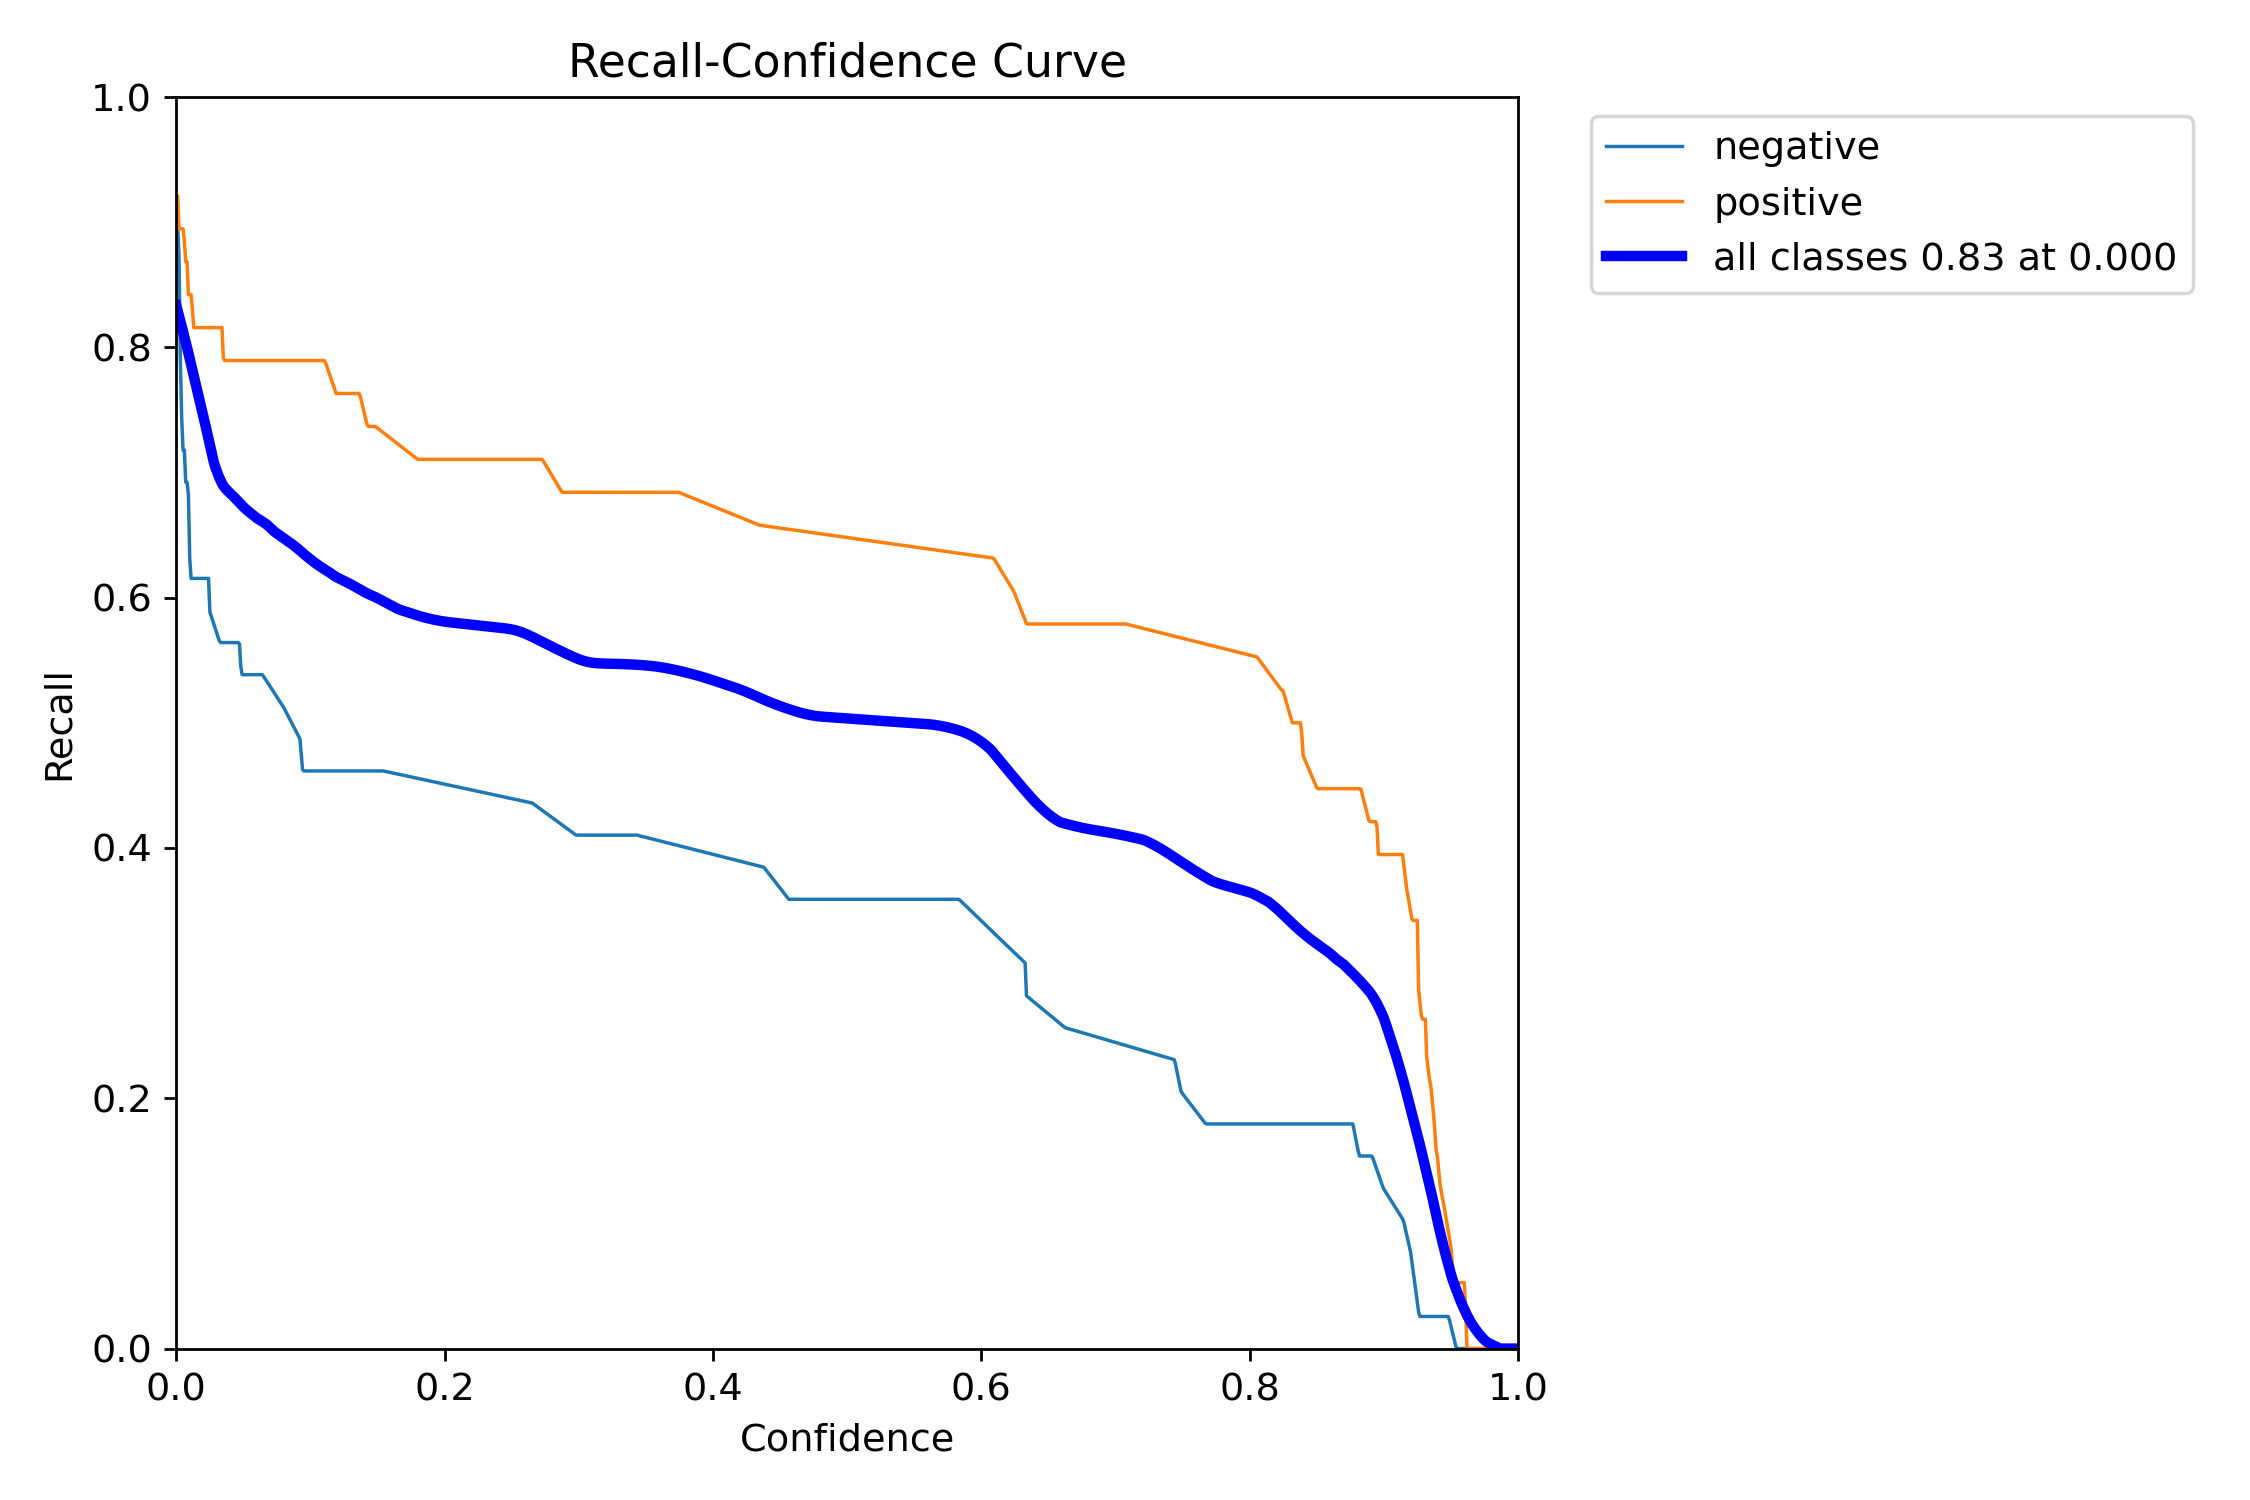 Recall-Confidence Curve
negative
positive
all classes 0.83 at 0.000
1.0
0.8
0.6
0.4
0.2
0.0
Recall
0.0 0.2 0.4 0.6 0.8 1.0
Confidence